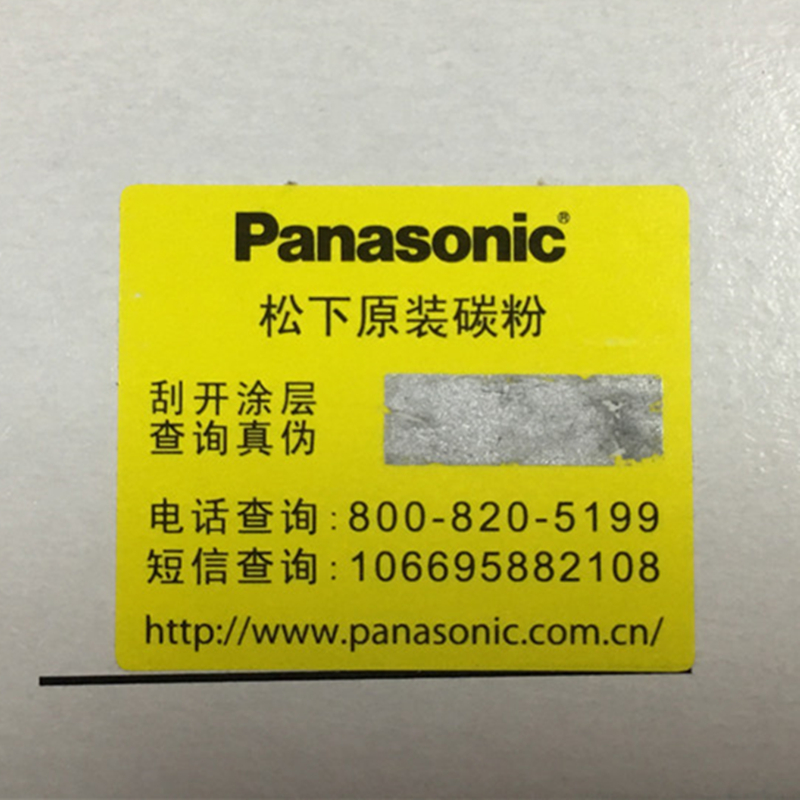 Panasonic®
松下原装碳粉
刮开涂层
查询真伪
电话查询:800-820-5199
短信查询:106695882108
http://www.panasonic.com.cn/